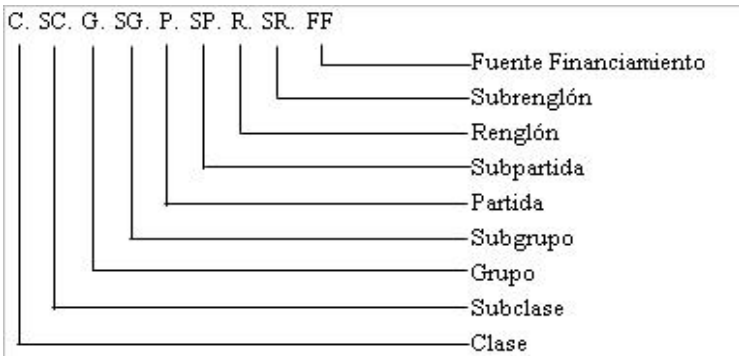 C. SC. G. SG. P. SP. R. SR. FF
Fuente Financiamiento
Subrenglón
Renglón
Subpartida
Partida
Subgrupo
Grupo
Subclase
Clase